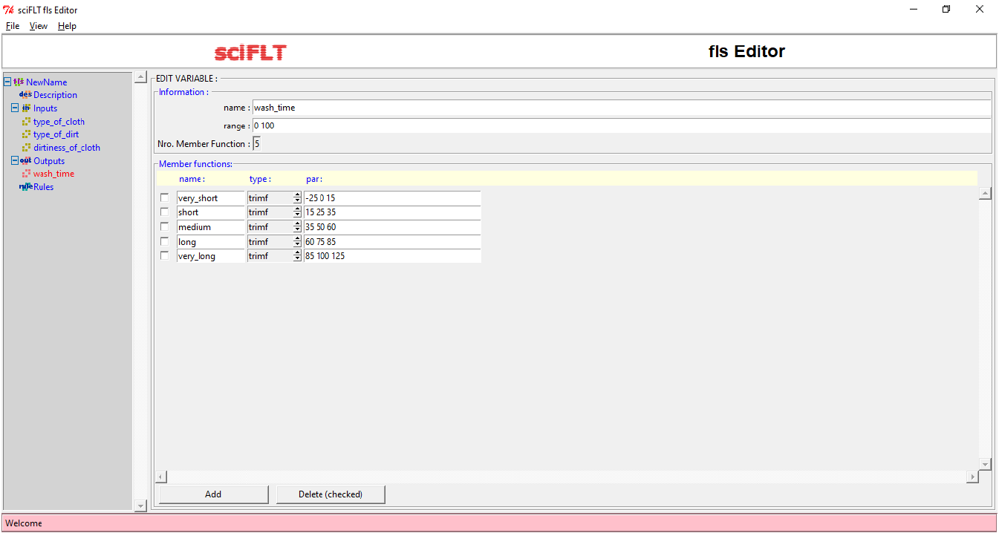 sciFLT fls Editor
File View Help
sciFLT fls Editor
fls NewName
des Description
in Inputs
type_of_cloth
type_of_dirt
dirtiness_of_cloth
out Outputs
wash_time
rule Rules
EDIT VARIABLE :
Information :
name : wash_time
range : 0 100
Nro. Member Function : 5
Member functions:
name : type : par :
very_short trimf -25 0 15
short trimf 15 25 35
medium trimf 35 50 60
long trimf 60 75 85
very_long trimf 85 100 125
Add Delete (checked)
Welcome